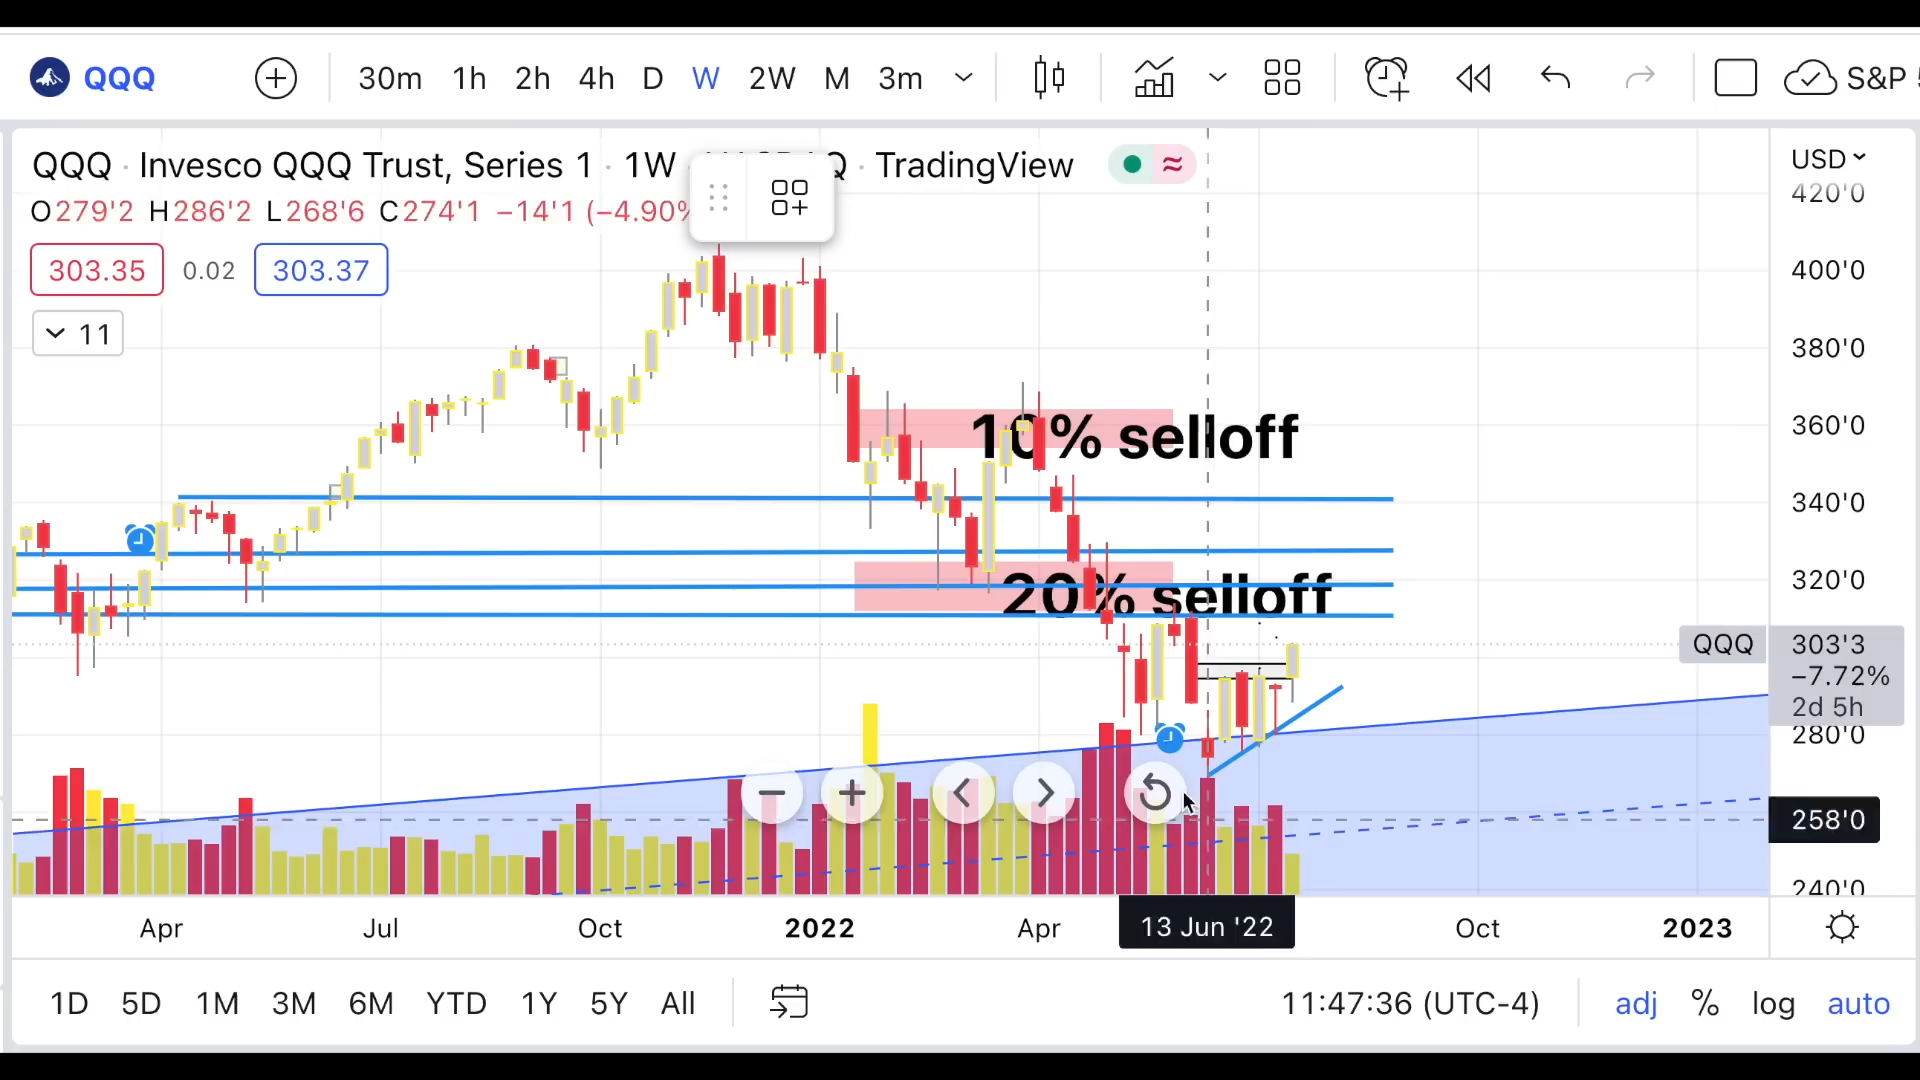 QQQ 30m 1h 2h 4h D W 2W M 3m S&P
QQQ · Invesco QQQ Trust, Series 1 · 1W · TradingView ≈ USD
O279'2 H286'2 L268'6 C274'1 −14'1 (−4.90%
420'0
303.35 0.02 303.37
400'0
11
380'0
10% selloff
360'0
340'0
20% selloff
320'0
QQQ 303'3
−7.72%
2d 5h
280'0
258'0
240'0
Apr Jul Oct 2022 Apr 13 Jun '22 Oct 2023
1D 5D 1M 3M 6M YTD 1Y 5Y All 11:47:36 (UTC-4) adj % log auto